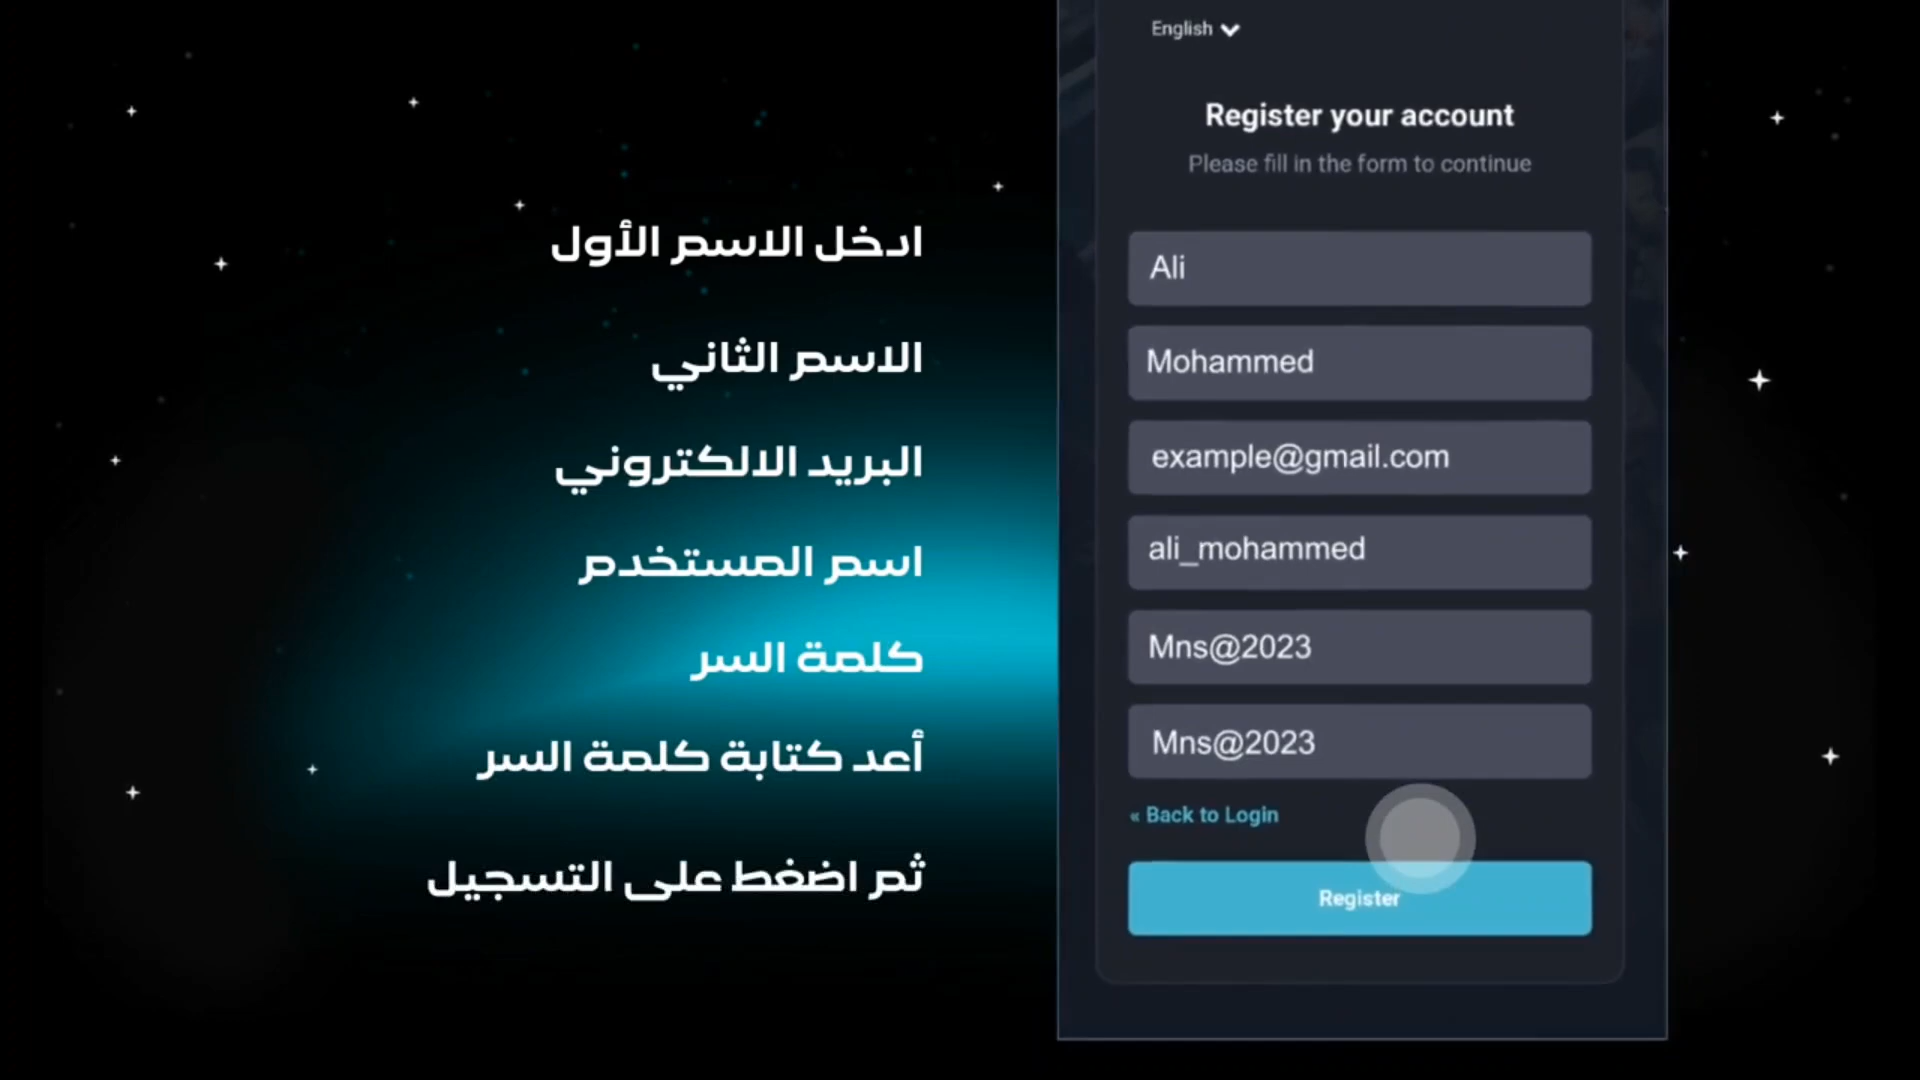 ادخل الاسم الأول
الاسم الثاني
البريد الالكتروني
اسم المستخدم
كلمة السر
أعد كتابة كلمة السر
ثم اضغط على التسجيل
English
Register your account
Please fill in the form to continue
Ali
Mohammed
example@gmail.com
ali_mohammed
Mns@2023
Mns@2023
« Back to Login
Register